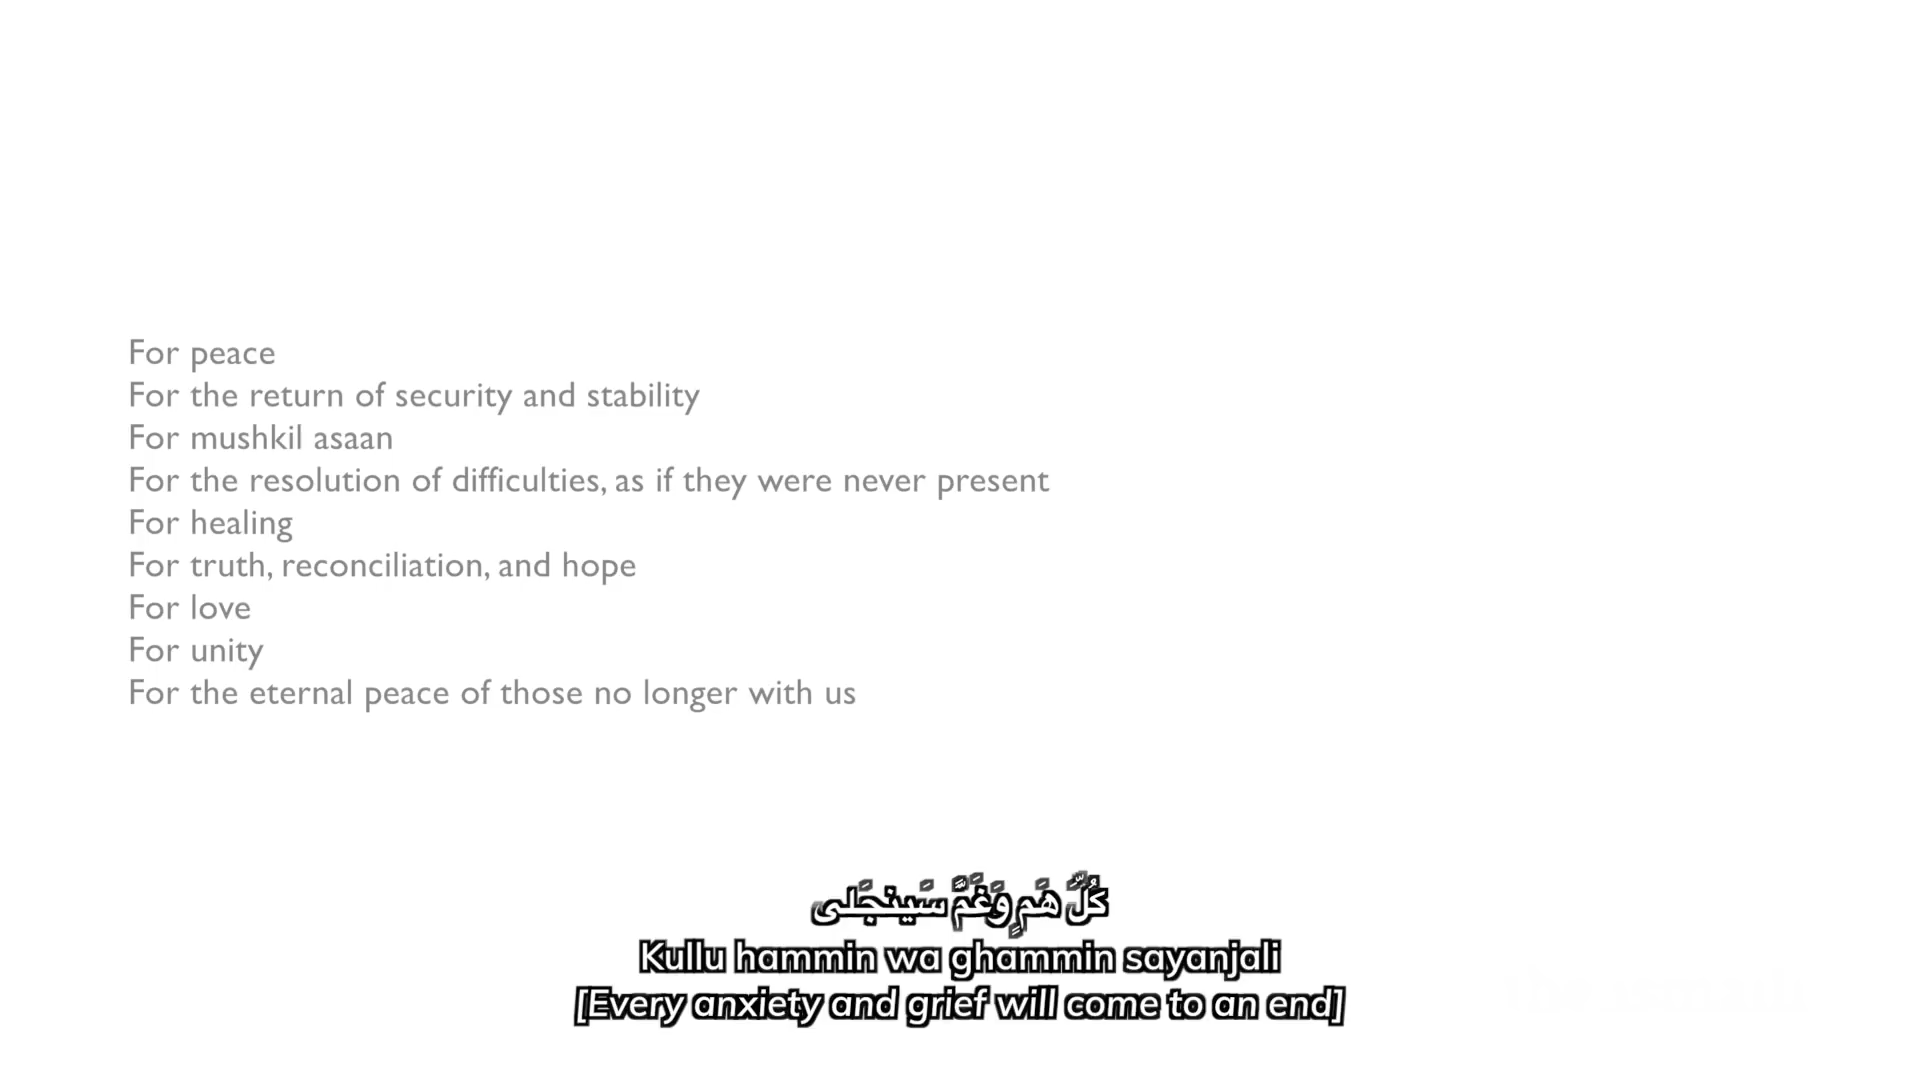 For peace
For the return of security and stability
For mushkil asaan
For the resolution of difficulties, as if they were never present
For healing
For truth, reconciliation, and hope
For love
For unity
For the eternal peace of those no longer with us
كُلُّ هَمٍّ وَغَمٍّ سَينجَلى
Kullu hammin wa ghammin sayanjali
[Every anxiety and grief will come to an end]